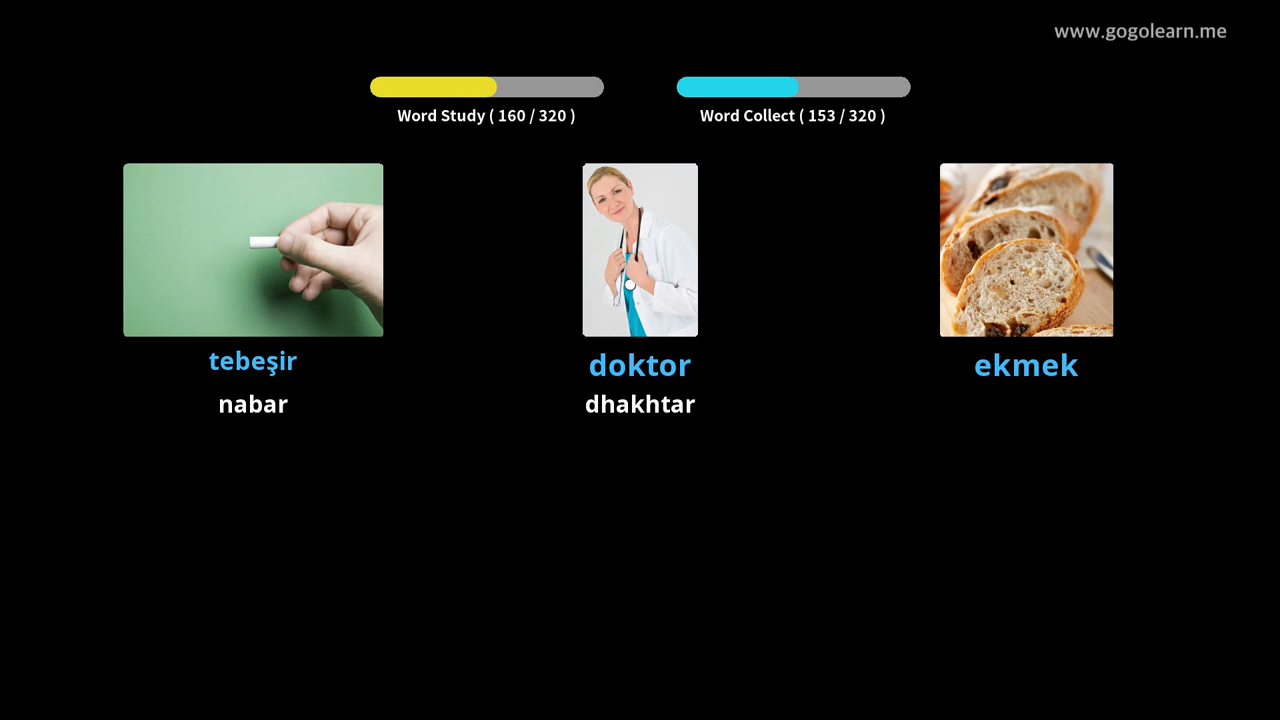 www.gogolearn.me
Word Study ( 160 / 320 )
Word Collect ( 153 / 320 )
tebeşir
doktor
ekmek
nabar
dhakhtar